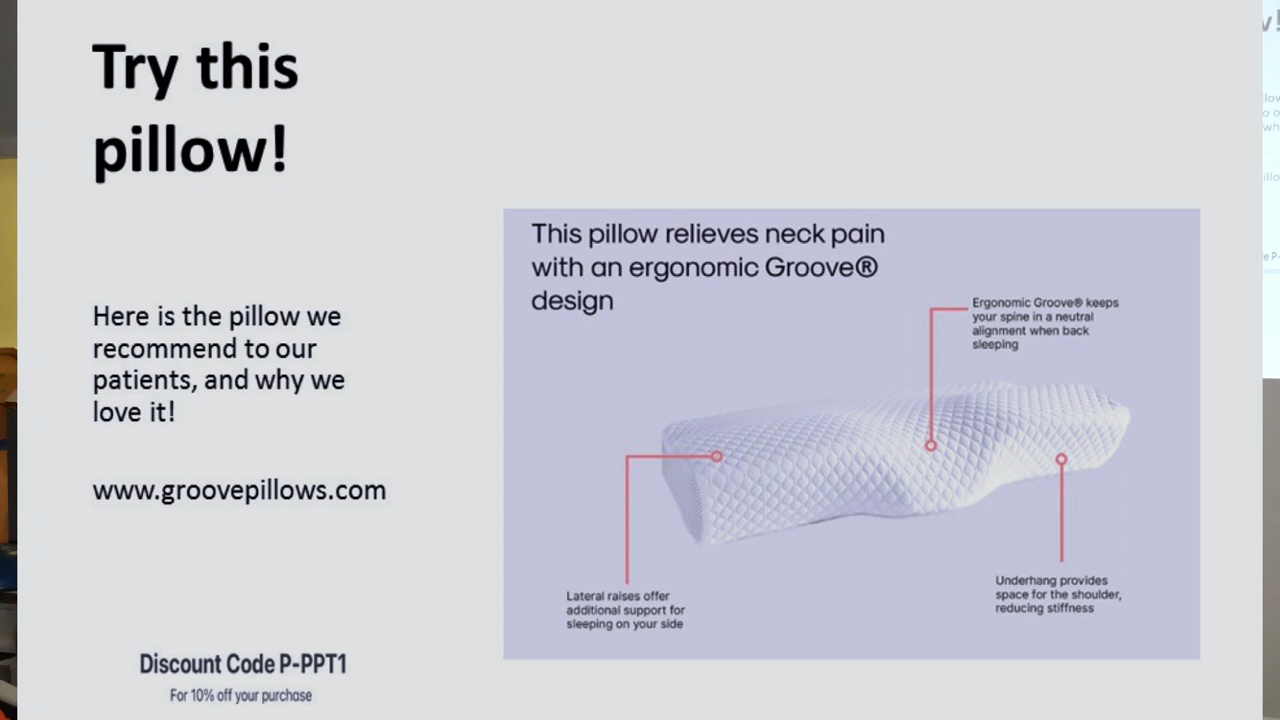 Try this
pillow!
Here is the pillow we
recommend to our
patients, and why we
love it!
www.groovepillows.com
Discount Code P-PPT1
For 10% off your purchase
This pillow relieves neck pain
with an ergonomic Groove®
design
Ergonomic Groove® keeps
your spine in a neutral
alignment when back
sleeping
Lateral raises offer
additional support for
sleeping on your side
Underhang provides
space for the shoulder,
reducing stiffness